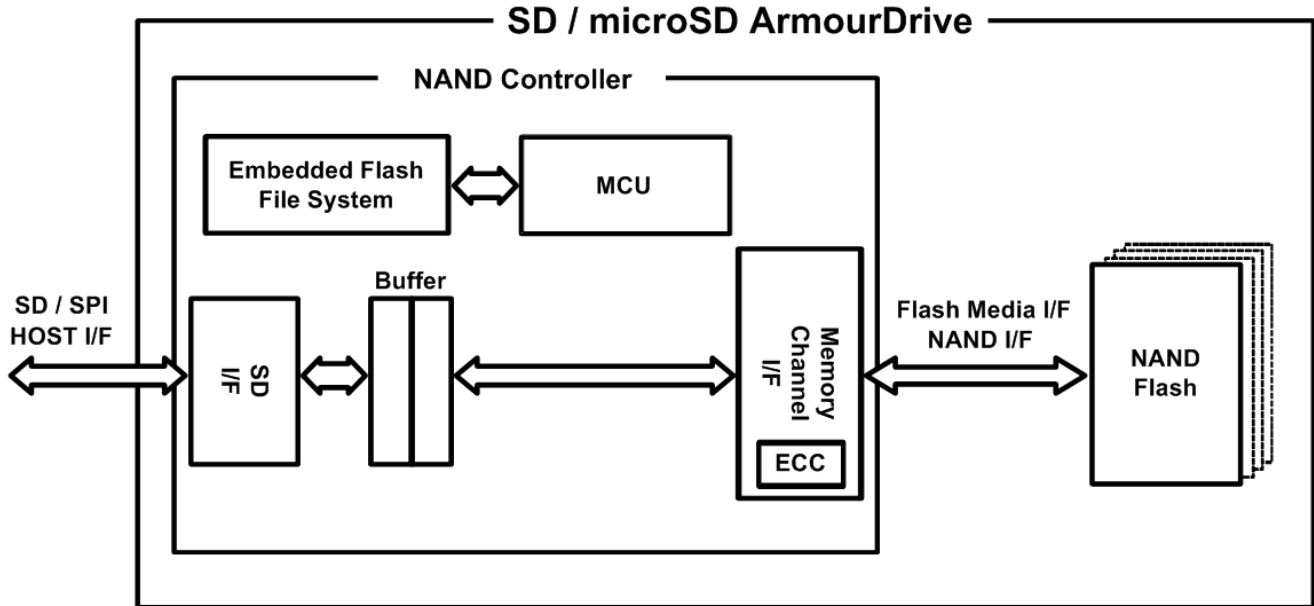 SD / microSD ArmourDrive
NAND Controller
Embedded Flash
File System
MCU
Buffer
SD / SPI
HOST I/F
SD
I/F
Memory
Channel
I/F
ECC
Flash Media I/F
NAND I/F
NAND
Flash